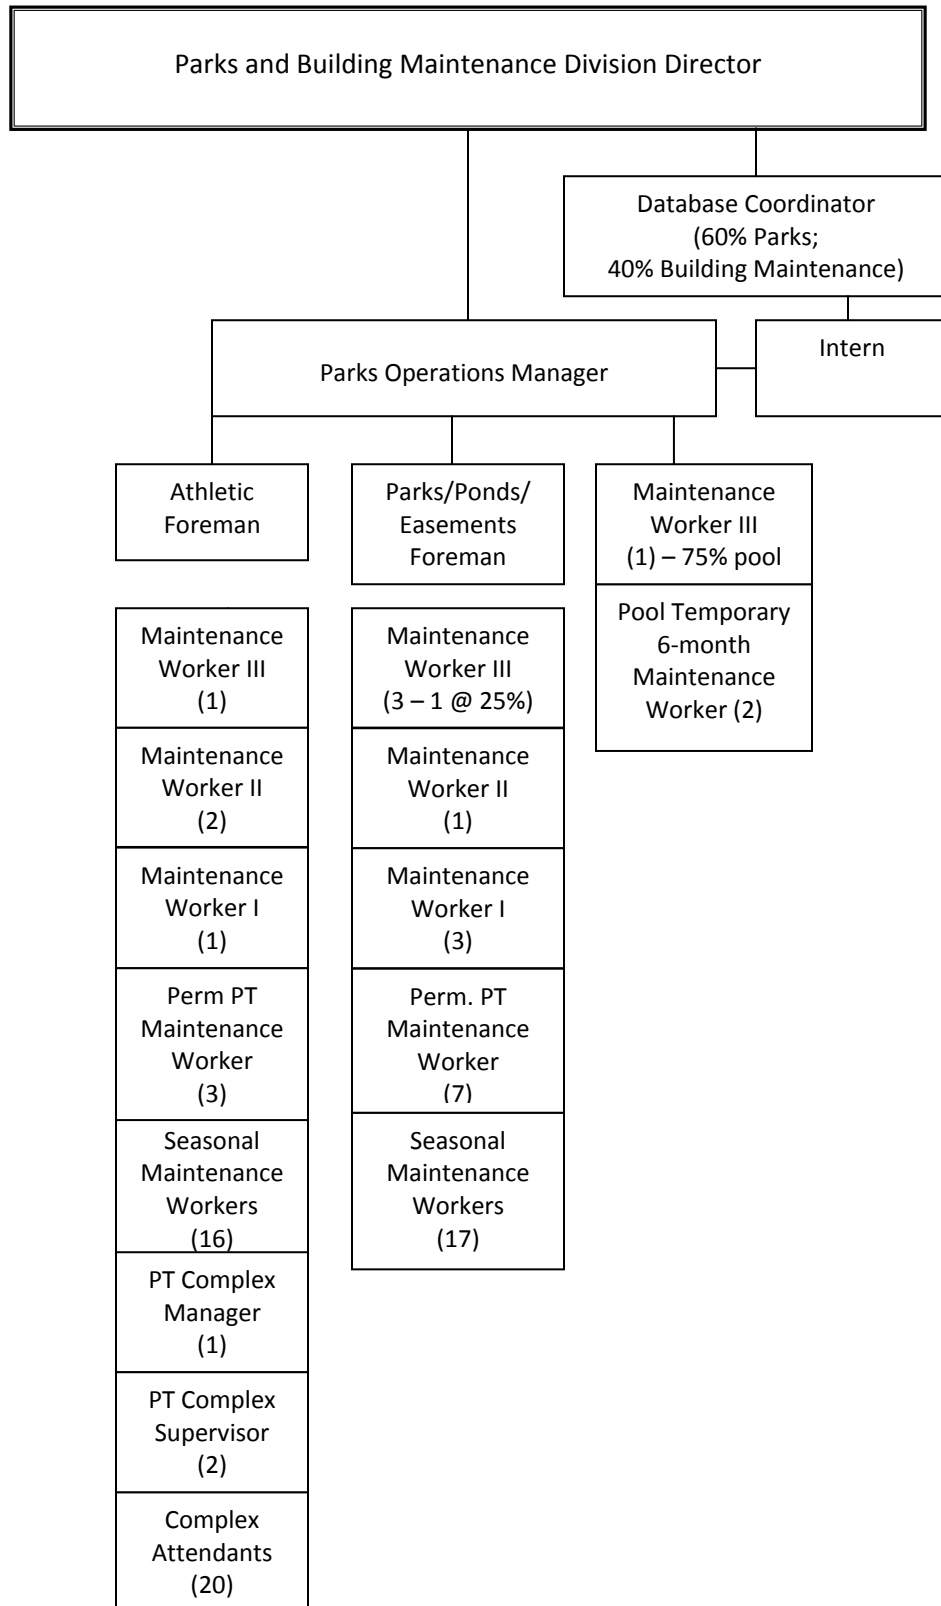 Parks and Building Maintenance Division Director
Database Coordinator
(60% Parks;
40% Building Maintenance)
Intern
Parks Operations Manager
Athletic
Foreman
Maintenance
Worker III
(1)
Maintenance
Worker II
(2)
Maintenance
Worker I
(1)
Perm PT
Maintenance
Worker
(3)
Seasonal
Maintenance
Workers
(16)
PT Complex
Manager
(1)
PT Complex
Supervisor
(2)
Complex
Attendants
(20)
Parks/Ponds/
Easements
Foreman
Maintenance
Worker III
(3 – 1 @ 25%)
Maintenance
Worker II
(1)
Maintenance
Worker I
(3)
Perm. PT
Maintenance
Worker
(7)
Seasonal
Maintenance
Workers
(17)
Maintenance
Worker III
(1) – 75% pool
Pool Temporary
6-month
Maintenance
Worker (2)